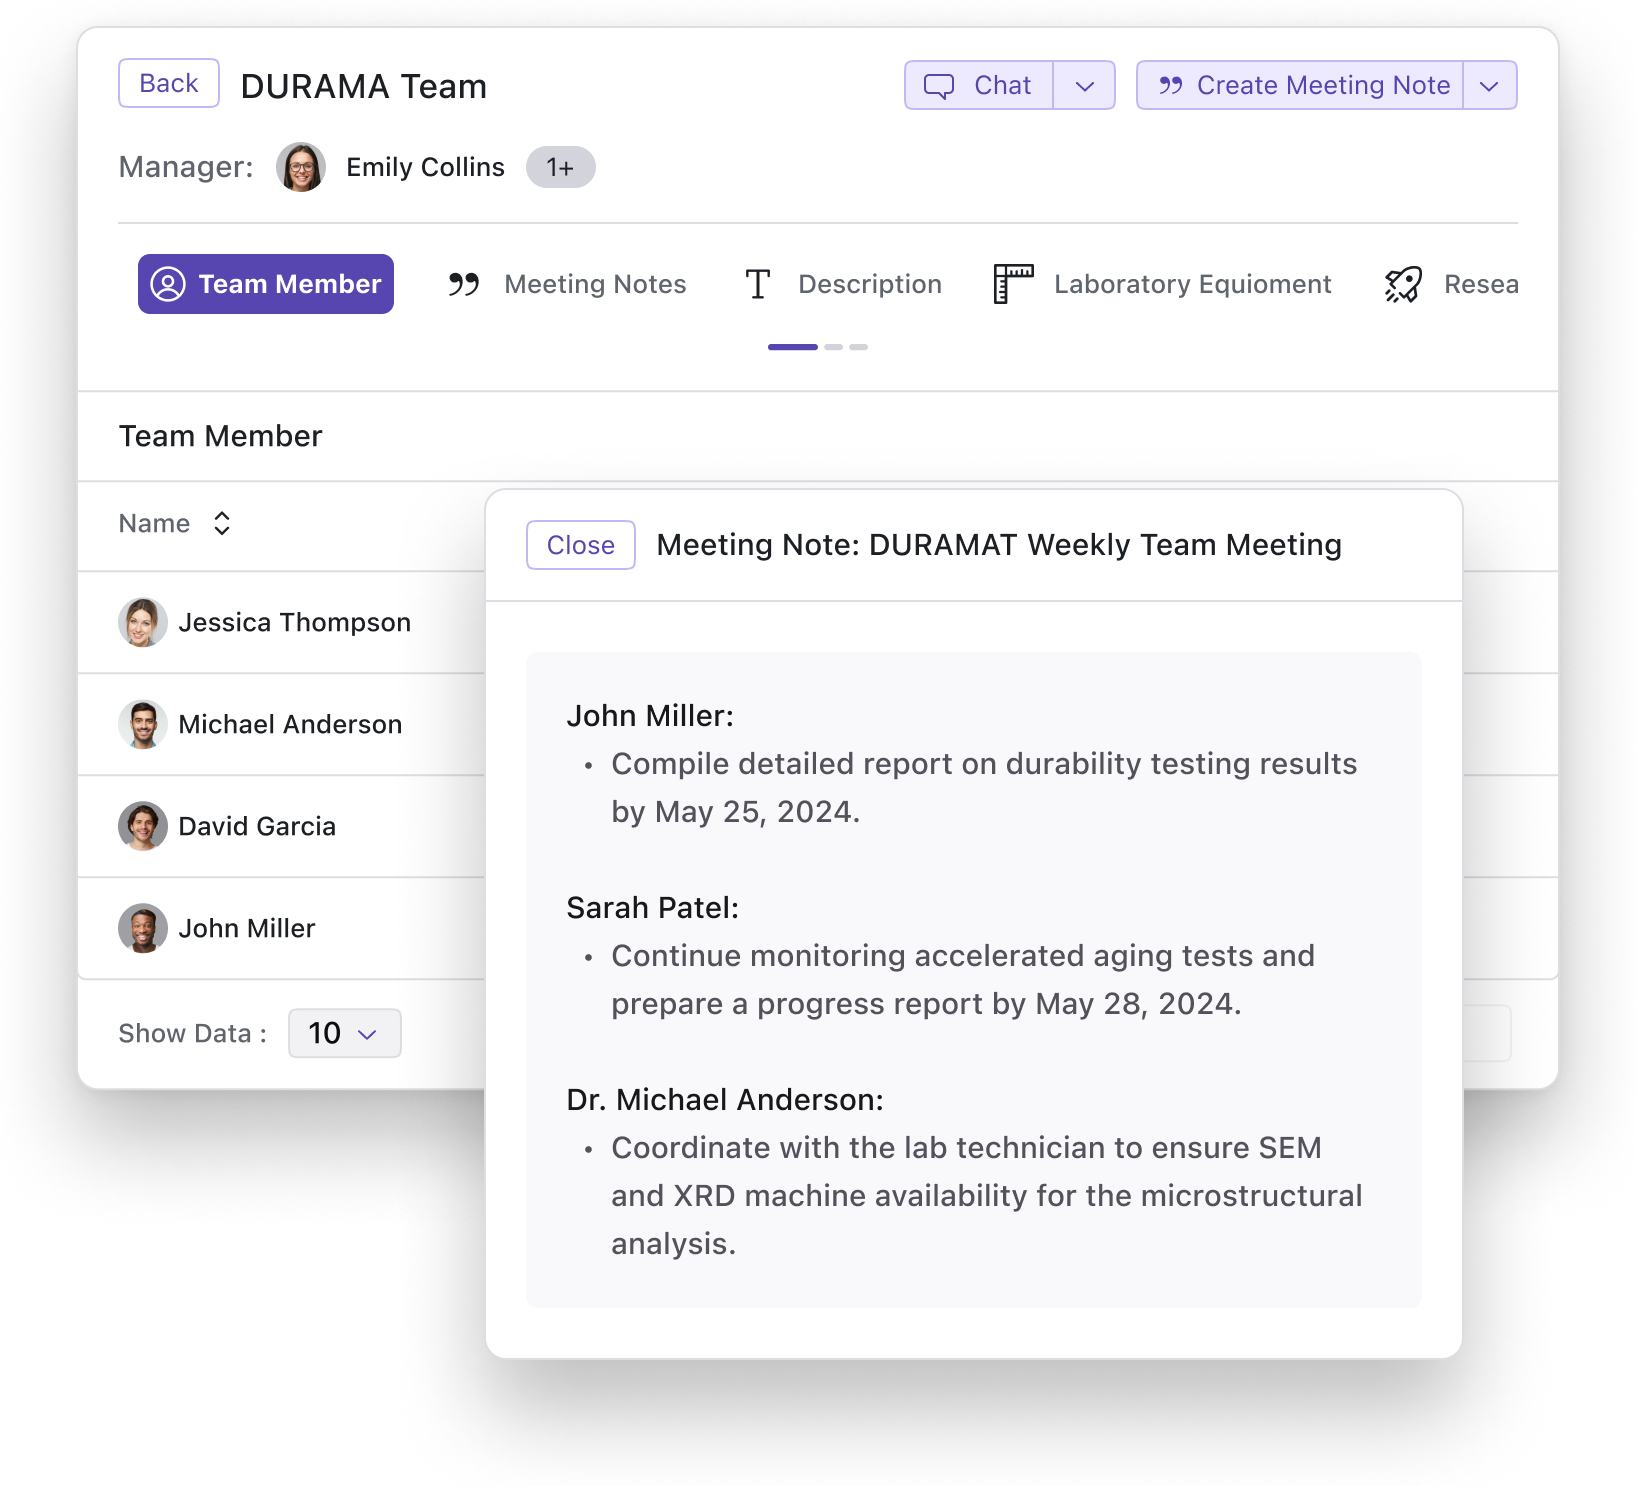 Back DURAMA Team Chat Create Meeting Note
Manager: Emily Collins 1+
Team Member Meeting Notes Description Laboratory Equioment Resea
Team Member
Name
Jessica Thompson
Michael Anderson
David Garcia
John Miller
Show Data : 10
Close Meeting Note: DURAMAT Weekly Team Meeting
John Miller:
• Compile detailed report on durability testing results
by May 25, 2024.
Sarah Patel:
• Continue monitoring accelerated aging tests and
prepare a progress report by May 28, 2024.
Dr. Michael Anderson:
• Coordinate with the lab technician to ensure SEM
and XRD machine availability for the microstructural
analysis.